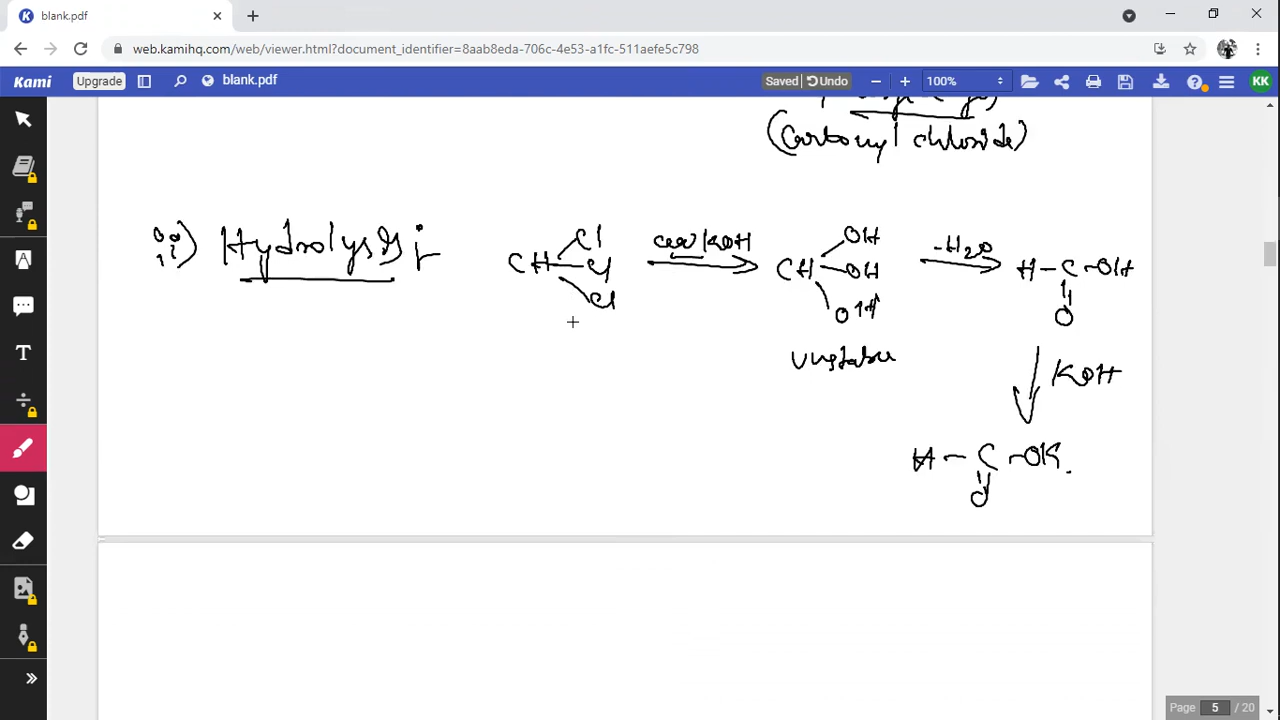 blank.pdf
web.kamihq.com/web/viewer.html?document_identifier=8aab8eda-706c-4e53-a1fc-511aefe5c798
Kami Upgrade blank.pdf Saved Undo 100% KK
(Carbonyl chloride)
ii) Hydrolysis :-
CH Cl Cl Cl KOH CH OH OH OH -H2O H-C-OH
O
unstable
KOH
H - C - OK.
O
Page 5 / 20